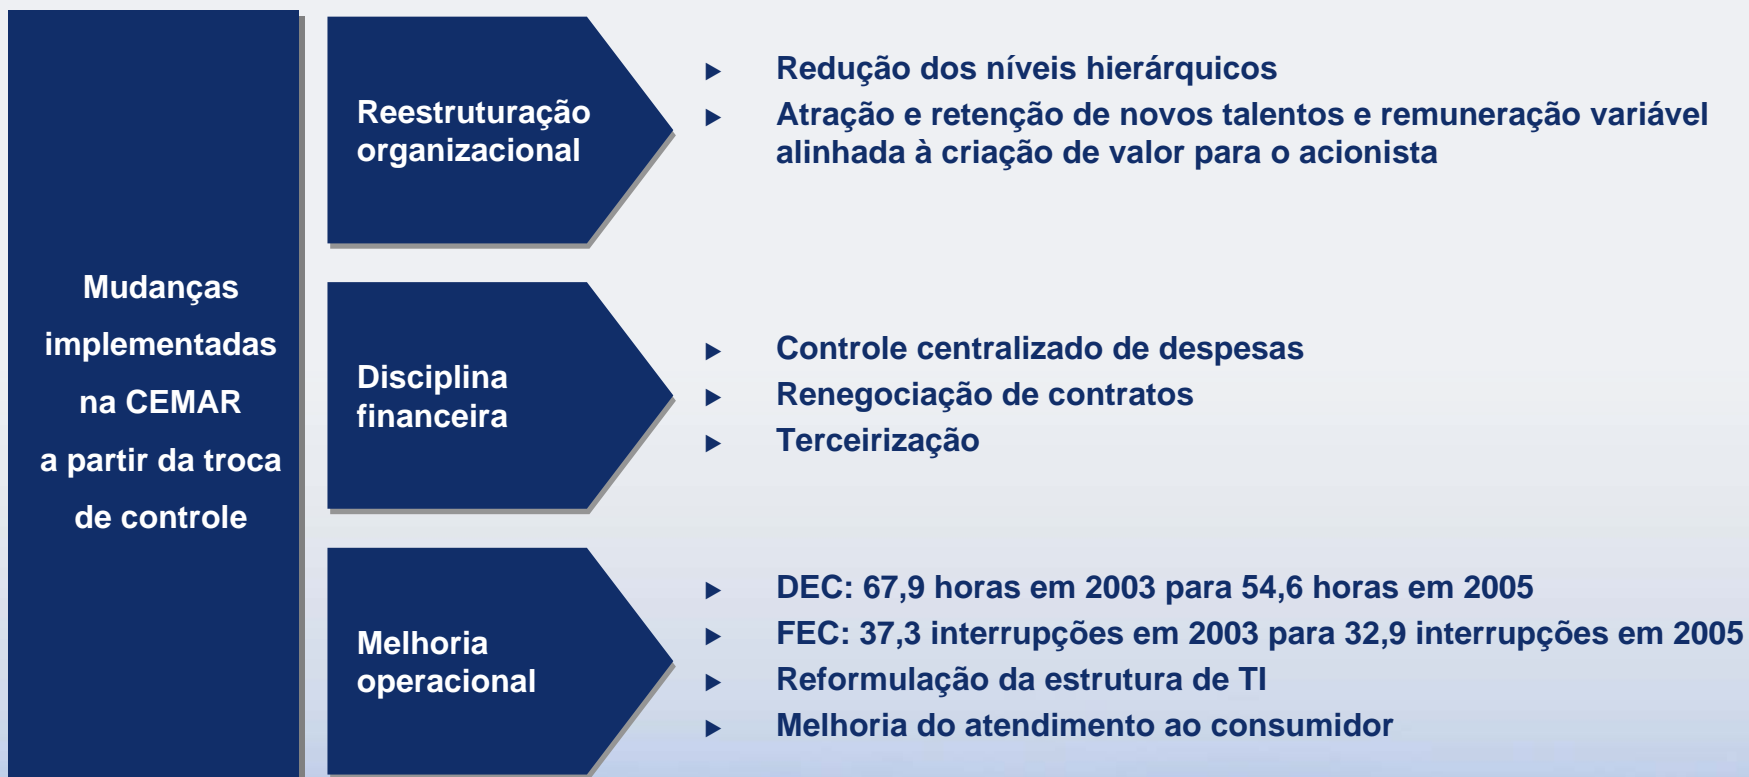 Mudanças
implementadas
na CEMAR
a partir da troca
de controle
Reestruturação
organizacional
Redução dos níveis hierárquicos
Atração e retenção de novos talentos e remuneração variável
alinhada à criação de valor para o acionista
Disciplina
financeira
Controle centralizado de despesas
Renegociação de contratos
Terceirização
Melhoria
operacional
DEC: 67,9 horas em 2003 para 54,6 horas em 2005
FEC: 37,3 interrupções em 2003 para 32,9 interrupções em 2005
Reformulação da estrutura de TI
Melhoria do atendimento ao consumidor